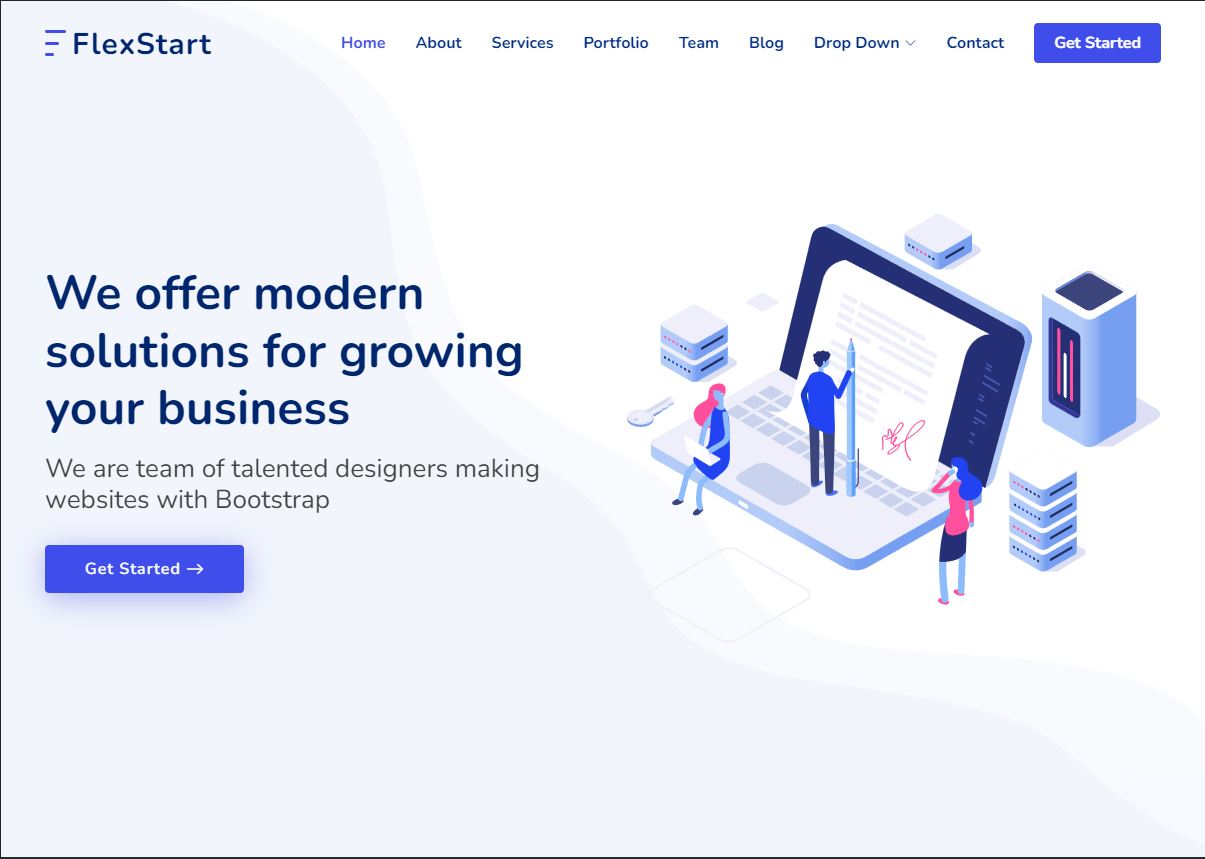 FlexStart
Home
About
Services
Portfolio
Team
Blog
Drop Down
Contact
Get Started
We offer modern
solutions for growing
your business
We are team of talented designers making
websites with Bootstrap
Get Started →